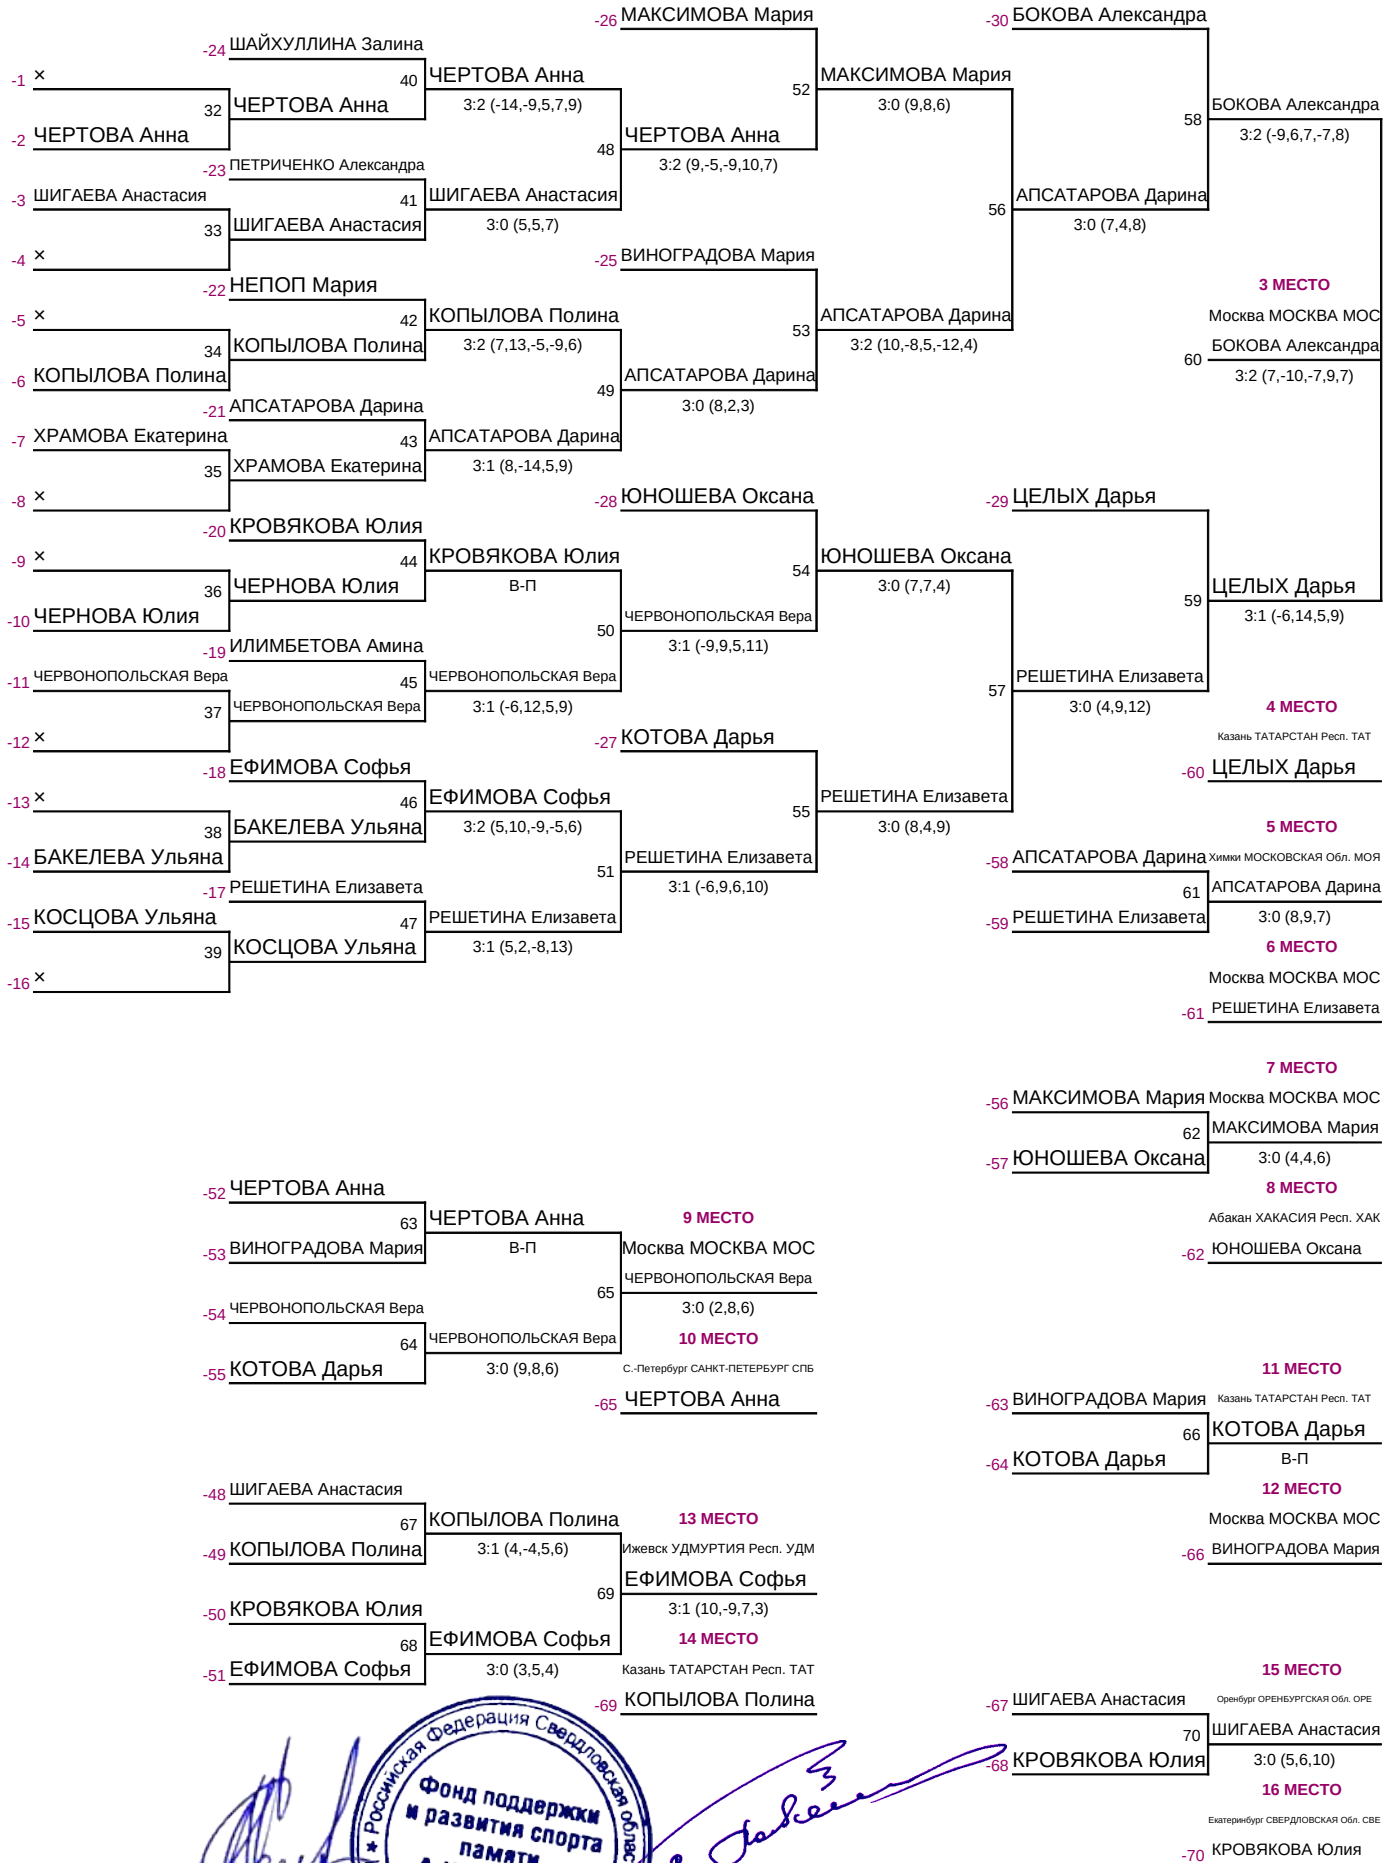 -26 МАКСИМОВА Мария
-30 БОКОВА Александра
-24 ШАЙХУЛЛИНА Залина
-1 ×
40 ЧЕРТОВА Анна
52 МАКСИМОВА Мария
32 ЧЕРТОВА Анна
3:2 (-14,-9,5,7,9)
3:0 (9,8,6)
58 БОКОВА Александра
-2 ЧЕРТОВА Анна
48 ЧЕРТОВА Анна
3:2 (-9,6,7,-7,8)
-23 ПЕТРИЧЕНКО Александра
3:2 (9,-5,-9,10,7)
-3 ШИГАЕВА Анастасия
41 ШИГАЕВА Анастасия
56 АПСАТАРОВА Дарина
33 ШИГАЕВА Анастасия
3:0 (5,5,7)
3:0 (7,4,8)
-4 ×
-25 ВИНОГРАДОВА Мария
-22 НЕПОП Мария
3 МЕСТО
-5 ×
42 КОПЫЛОВА Полина
53 АПСАТАРОВА Дарина
Москва МОСКВА МОС
34 КОПЫЛОВА Полина
3:2 (7,13,-5,-9,6)
3:2 (10,-8,5,-12,4)
60 БОКОВА Александра
-6 КОПЫЛОВА Полина
49 АПСАТАРОВА Дарина
3:2 (7,-10,-7,9,7)
-21 АПСАТАРОВА Дарина
3:0 (8,2,3)
-7 ХРАМОВА Екатерина
43 АПСАТАРОВА Дарина
35 ХРАМОВА Екатерина
3:1 (8,-14,5,9)
-8 ×
-28 ЮНОШЕВА Оксана
-29 ЦЕЛЫХ Дарья
-20 КРОВЯКОВА Юлия
-9 ×
44 КРОВЯКОВА Юлия
54 ЮНОШЕВА Оксана
36 ЧЕРНОВА Юлия
В-П
3:0 (7,7,4)
59 ЦЕЛЫХ Дарья
-10 ЧЕРНОВА Юлия
50 ЧЕРВОНОПОЛЬСКАЯ Вера
3:1 (-6,14,5,9)
-19 ИЛИМБЕТОВА Амина
3:1 (-9,9,5,11)
-11 ЧЕРВОНОПОЛЬСКАЯ Вера
45 ЧЕРВОНОПОЛЬСКАЯ Вера
57 РЕШЕТИНА Елизавета
37 ЧЕРВОНОПОЛЬСКАЯ Вера
3:1 (-6,12,5,9)
3:0 (4,9,12)
4 МЕСТО
-12 ×
-27 КОТОВА Дарья
Казань ТАТАРСТАН Респ. ТАТ
-18 ЕФИМОВА Софья
-60 ЦЕЛЫХ Дарья
-13 ×
46 ЕФИМОВА Софья
55 РЕШЕТИНА Елизавета
38 БАКЕЛЕВА Ульяна
3:2 (5,10,-9,-5,6)
3:0 (8,4,9)
5 МЕСТО
-14 БАКЕЛЕВА Ульяна
51 РЕШЕТИНА Елизавета
-58 АПСАТАРОВА Дарина
Химки МОСКОВСКАЯ Обл. МОЯ
-17 РЕШЕТИНА Елизавета
3:1 (-6,9,6,10)
61 АПСАТАРОВА Дарина
-15 КОСЦОВА Ульяна
47 РЕШЕТИНА Елизавета
-59 РЕШЕТИНА Елизавета
3:0 (8,9,7)
39 КОСЦОВА Ульяна
3:1 (5,2,-8,13)
6 МЕСТО
-16 ×
Москва МОСКВА МОС
-61 РЕШЕТИНА Елизавета
7 МЕСТО
-56 МАКСИМОВА Мария
Москва МОСКВА МОС
62 МАКСИМОВА Мария
-57 ЮНОШЕВА Оксана
3:0 (4,4,6)
-52 ЧЕРТОВА Анна
8 МЕСТО
63 ЧЕРТОВА Анна
9 МЕСТО
Абакан ХАКАСИЯ Респ. ХАК
-53 ВИНОГРАДОВА Мария
В-П
Москва МОСКВА МОС
-62 ЮНОШЕВА Оксана
65 ЧЕРВОНОПОЛЬСКАЯ Вера
-54 ЧЕРВОНОПОЛЬСКАЯ Вера
3:0 (2,8,6)
64 ЧЕРВОНОПОЛЬСКАЯ Вера
10 МЕСТО
-55 КОТОВА Дарья
3:0 (9,8,6)
С.-Петербург САНКТ-ПЕТЕРБУРГ СПБ
11 МЕСТО
-65 ЧЕРТОВА Анна
-63 ВИНОГРАДОВА Мария
Казань ТАТАРСТАН Респ. ТАТ
66 КОТОВА Дарья
-64 КОТОВА Дарья
В-П
-48 ШИГАЕВА Анастасия
12 МЕСТО
67 КОПЫЛОВА Полина
13 МЕСТО
Москва МОСКВА МОС
-49 КОПЫЛОВА Полина
3:1 (4,-4,5,6)
Ижевск УДМУРТИЯ Респ. УДМ
-66 ВИНОГРАДОВА Мария
69 ЕФИМОВА Софья
-50 КРОВЯКОВА Юлия
3:1 (10,-9,7,3)
68 ЕФИМОВА Софья
14 МЕСТО
-51 ЕФИМОВА Софья
3:0 (3,5,4)
Казань ТАТАРСТАН Респ. ТАТ
15 МЕСТО
-69 КОПЫЛОВА Полина
-67 ШИГАЕВА Анастасия
Оренбург ОРЕНБУРГСКАЯ Обл. ОРЕ
70 ШИГАЕВА Анастасия
-68 КРОВЯКОВА Юлия
3:0 (5,6,10)
16 МЕСТО
Екатеринбург СВЕРДЛОВСКАЯ Обл. СВЕ
-70 КРОВЯКОВА Юлия
★ Российская Федерация Свердловская облас
Фонд поддержки
и развития спорта
памяти